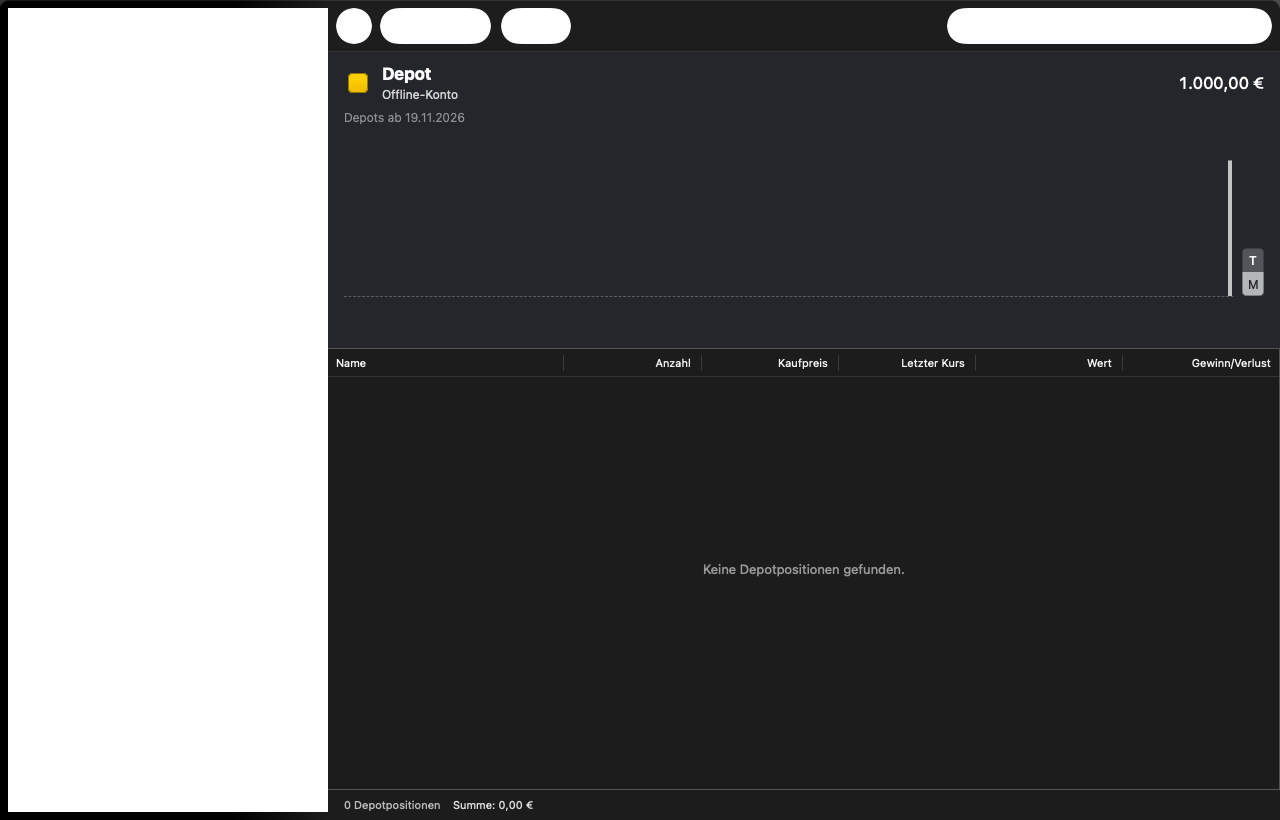 Depot
Offline-Konto
1.000,00 €
Depots ab 19.11.2026
T
M
Name Anzahl Kaufpreis Letzter Kurs Wert Gewinn/Verlust
Keine Depotpositionen gefunden.
0 Depotpositionen Summe: 0,00 €